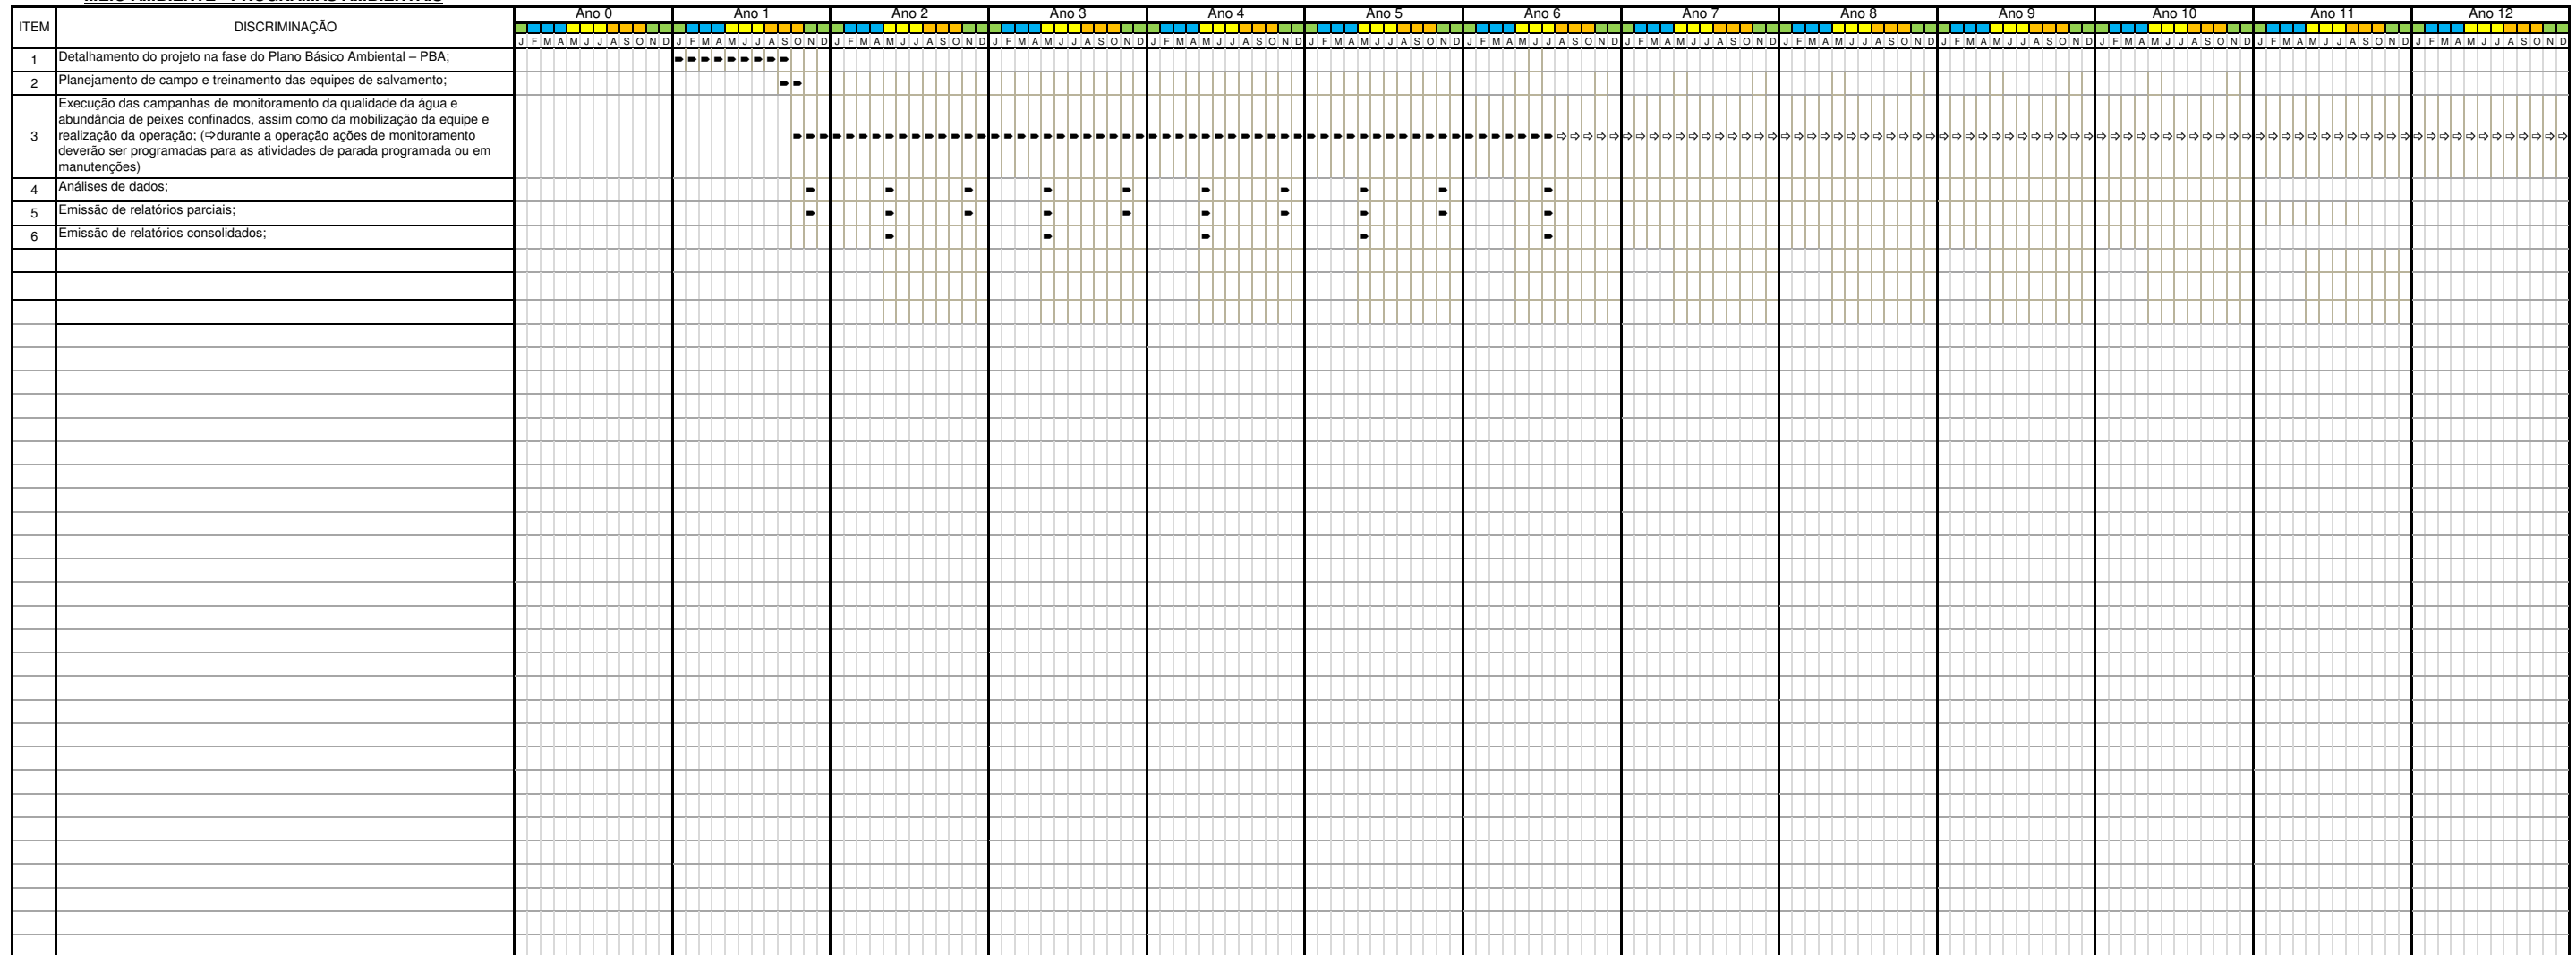 MEIO AMBIENTE - PROGRAMAS AMBIENTAIS
ITEM DISCRIMINAÇÃO Ano 0 Ano 1 Ano 2 Ano 3 Ano 4 Ano 5 Ano 6 Ano 7 Ano 8 Ano 9 Ano 10 Ano 11 Ano 12
J F M A M J J A S O N D J F M A M J J A S O N D J F M A M J J A S O N D J F M A M J J A S O N D J F M A M J J A S O N D J F M A M J J A S O N D J F M A M J J A S O N D J F M A M J J A S O N D J F M A M J J A S O N D J F M A M J J A S O N D J F M A M J J A S O N D J F M A M J J A S O N D J F M A M J J A S O N D
1 Detalhamento do projeto na fase do Plano Básico Ambiental – PBA;
2 Planejamento de campo e treinamento das equipes de salvamento;
3 Execução das campanhas de monitoramento da qualidade da água e
abundância de peixes confinados, assim como da mobilização da equipe e
realização da operação; (⇨durante a operação ações de monitoramento
deverão ser programadas para as atividades de parada programada ou em
manutenções)
4 Análises de dados;
5 Emissão de relatórios parciais;
6 Emissão de relatórios consolidados;